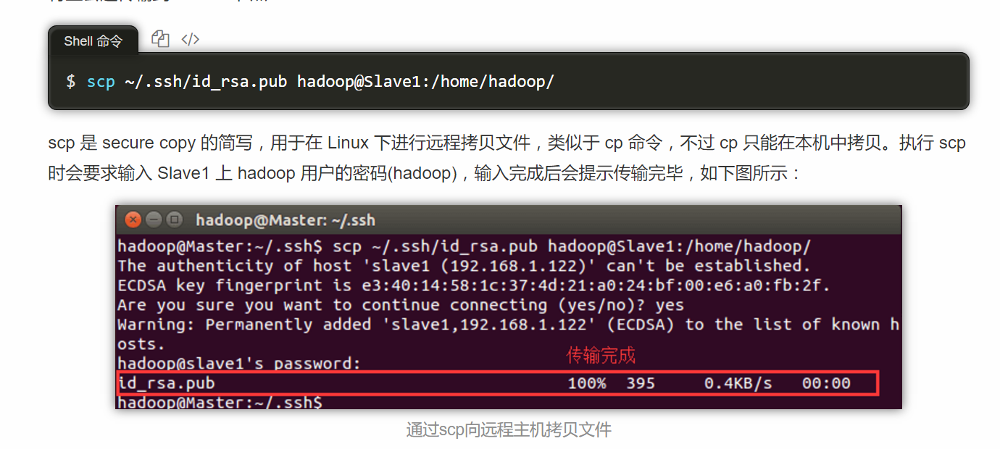 Shell 命令
$ scp ~/.ssh/id_rsa.pub hadoop@Slave1:/home/hadoop/
scp 是 secure copy 的简写，用于在 Linux 下进行远程拷贝文件，类似于 cp 命令，不过 cp 只能在本机中拷贝。执行 scp
时会要求输入 Slave1 上 hadoop 用户的密码(hadoop)，输入完成后会提示传输完毕，如下图所示：
hadoop@Master: ~/.ssh
hadoop@Master:~/.ssh$ scp ~/.ssh/id_rsa.pub hadoop@Slave1:/home/hadoop/
The authenticity of host 'slave1 (192.168.1.122)' can't be established.
ECDSA key fingerprint is e3:40:14:58:1c:37:4d:21:a0:24:bf:00:e6:a0:fb:2f.
Are you sure you want to continue connecting (yes/no)? yes
Warning: Permanently added 'slave1,192.168.1.122' (ECDSA) to the list of known h
osts.
传输完成
hadoop@slave1's password:
id_rsa.pub 100% 395 0.4KB/s 00:00
hadoop@Master:~/.ssh$
通过scp向远程主机拷贝文件